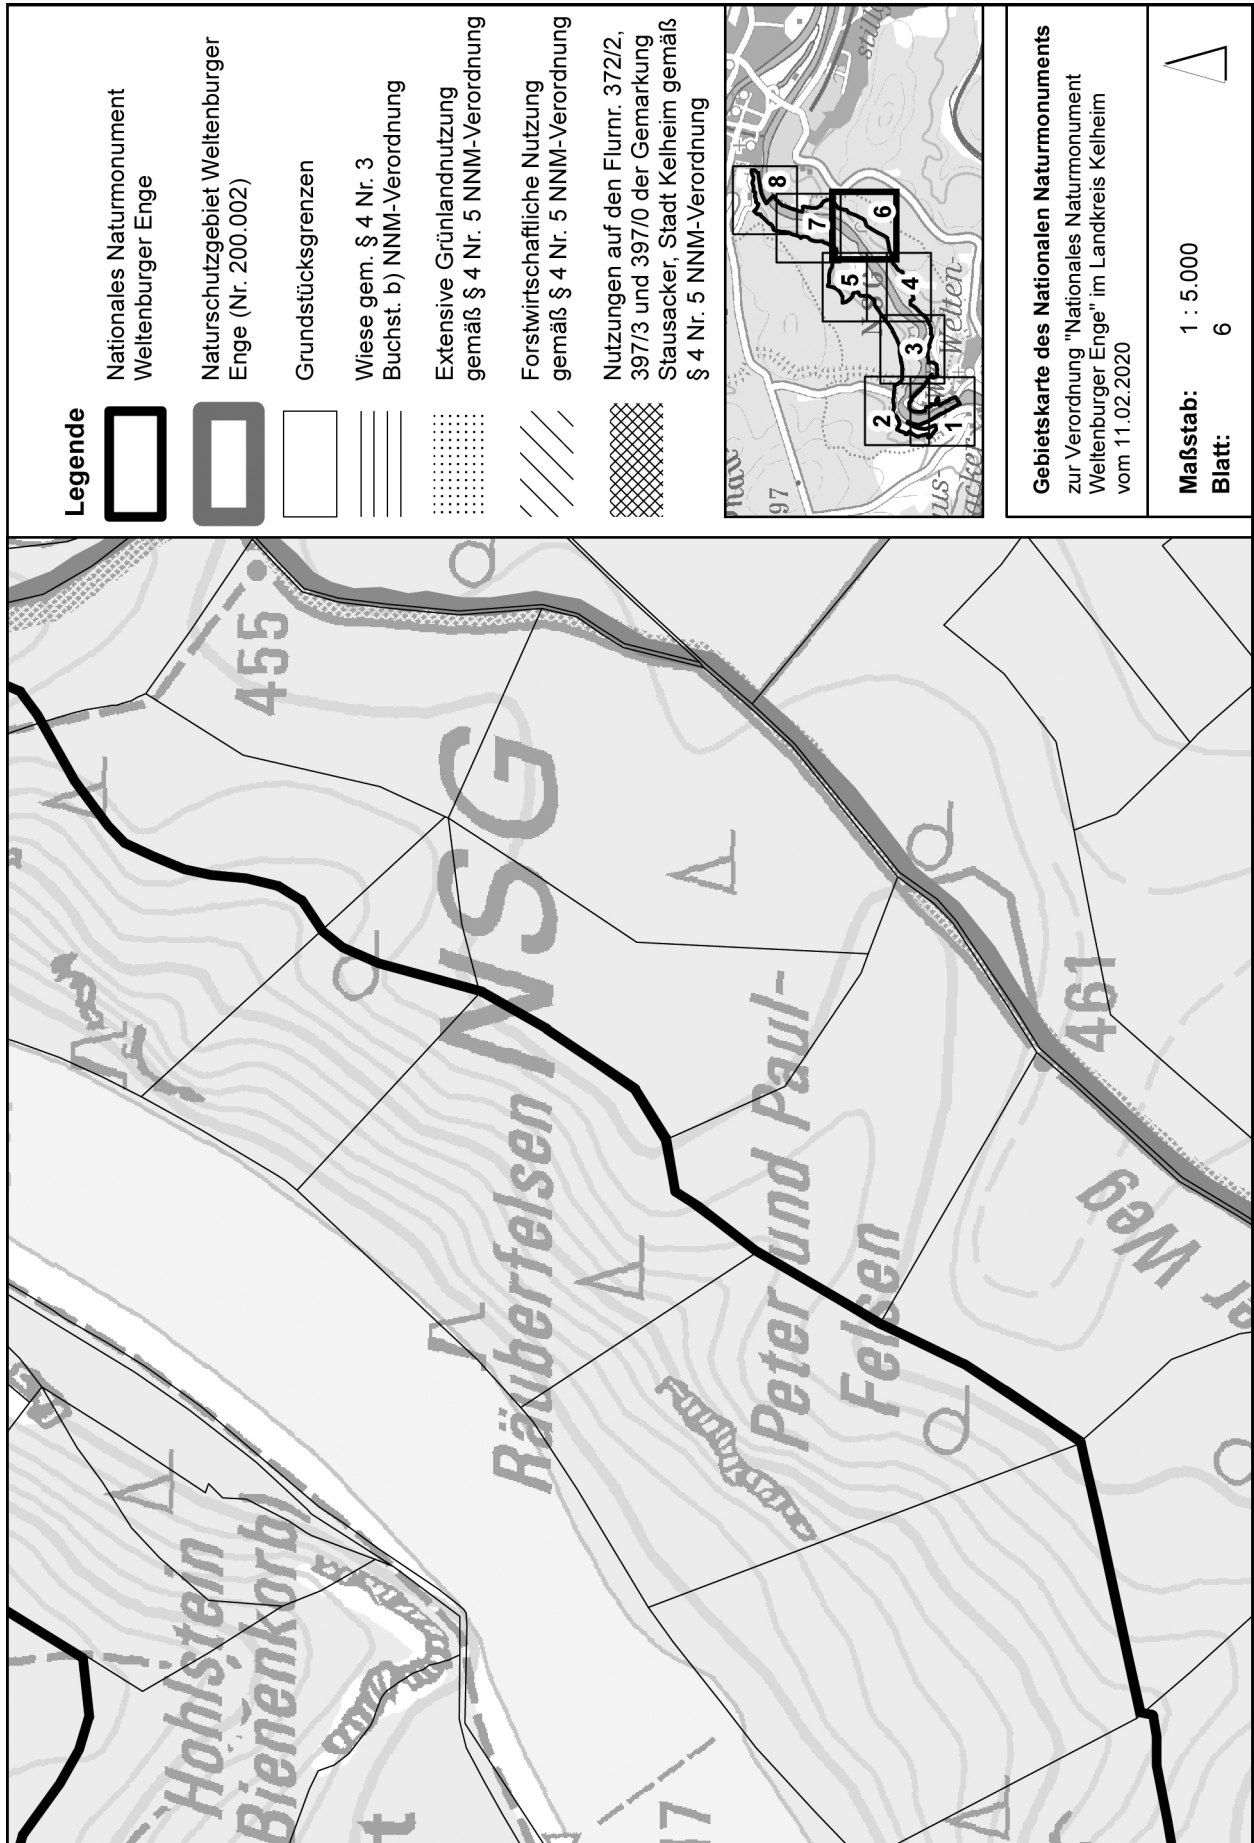 Legende
Nationales Naturmonument
Weltenburger Enge
Naturschutzgebiet Weltenburger
Enge (Nr. 200.002)
Grundstücksgrenzen
Wiese gem. § 4 Nr. 3
Buchst. b) NNM-Verordnung
Extensive Grünlandnutzung
gemäß § 4 Nr. 5 NNM-Verordnung
Forstwirtschaftliche Nutzung
gemäß § 4 Nr. 5 NNM-Verordnung
Nutzungen auf den Flurnr. 372/2,
397/3 und 397/0 der Gemarkung
Stausacker, Stadt Kelheim gemäß
§ 4 Nr. 5 NNM-Verordnung
97
stillg
Welten
us-
acker
1
2
3
4
5
6
7
8
Gebietskarte des Nationalen Naturmonuments
zur Verordnung "Nationales Naturmonument
Weltenburger Enge" im Landkreis Kelheim
vom 11.02.2020
Maßstab: 1 : 5.000
Blatt: 6
Hohlstein
Bienenkorb)
455
NSG
Räuberfelsen
Peter und Paul-
Felsen
461
er Weg
t